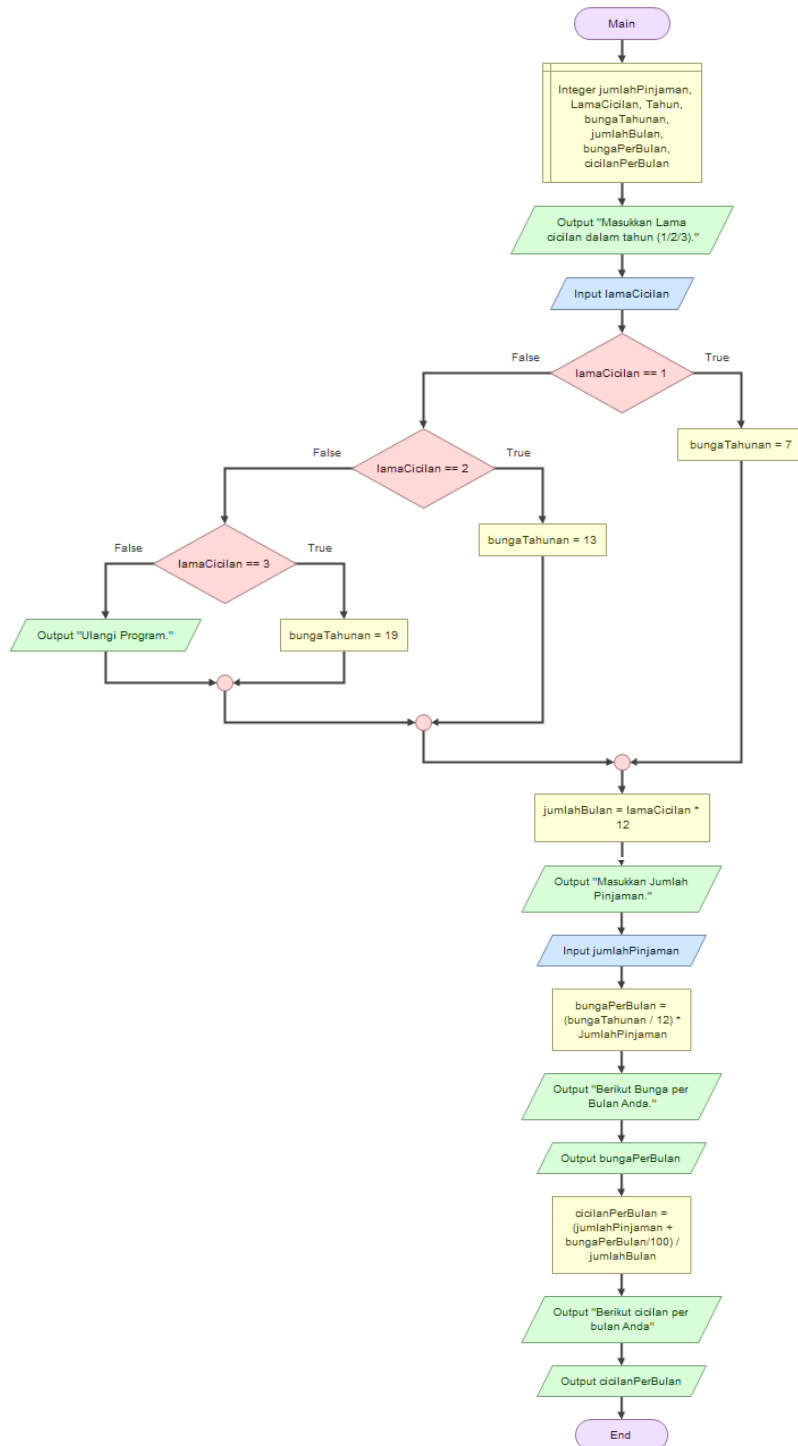 Main
Integer jumlahPinjaman,
LamaCicilan, Tahun,
bungaTahunan,
jumlahBulan,
bungaPerBulan,
cicilanPerBulan
Output "Masukkan Lama
cicilan dalam tahun (1/2/3)."
Input lamaCicilan
False
True
lamaCicilan == 1
bungaTahunan = 7
False
True
lamaCicilan == 2
bungaTahunan = 13
False
True
lamaCicilan == 3
Output "Ulangi Program."
bungaTahunan = 19
jumlahBulan = lamaCicilan *
12
Output "Masukkan Jumlah
Pinjaman."
Input jumlahPinjaman
bungaPerBulan =
(bungaTahunan / 12) *
JumlahPinjaman
Output "Berikut Bunga per
Bulan Anda."
Output bungaPerBulan
cicilanPerBulan =
(jumlahPinjaman +
bungaPerBulan/100) /
jumlahBulan
Output "Berikut cicilan per
bulan Anda"
Output cicilanPerBulan
End